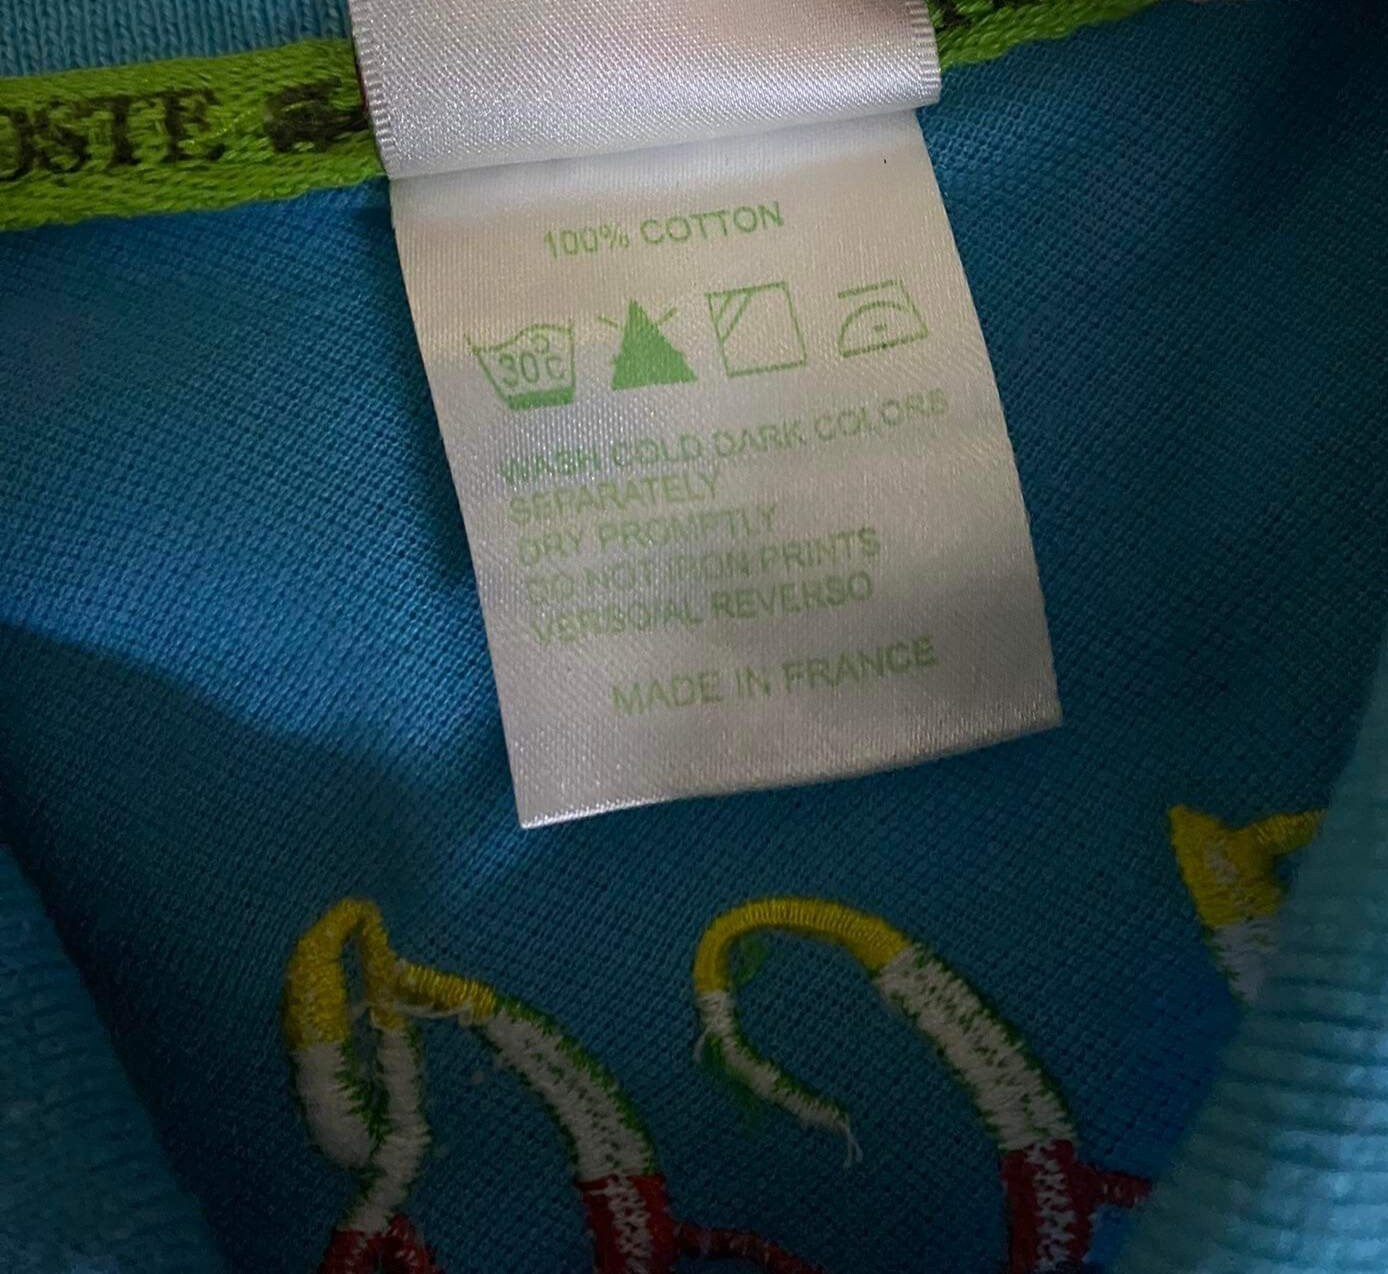 OSTE
100% COTTON
30°C
WASH COLD DARK COLORS
SEPARATELY
DRY PROMPTLY
DO NOT IRON PRINTS
VERSO/AL REVERSO
MADE IN FRANCE